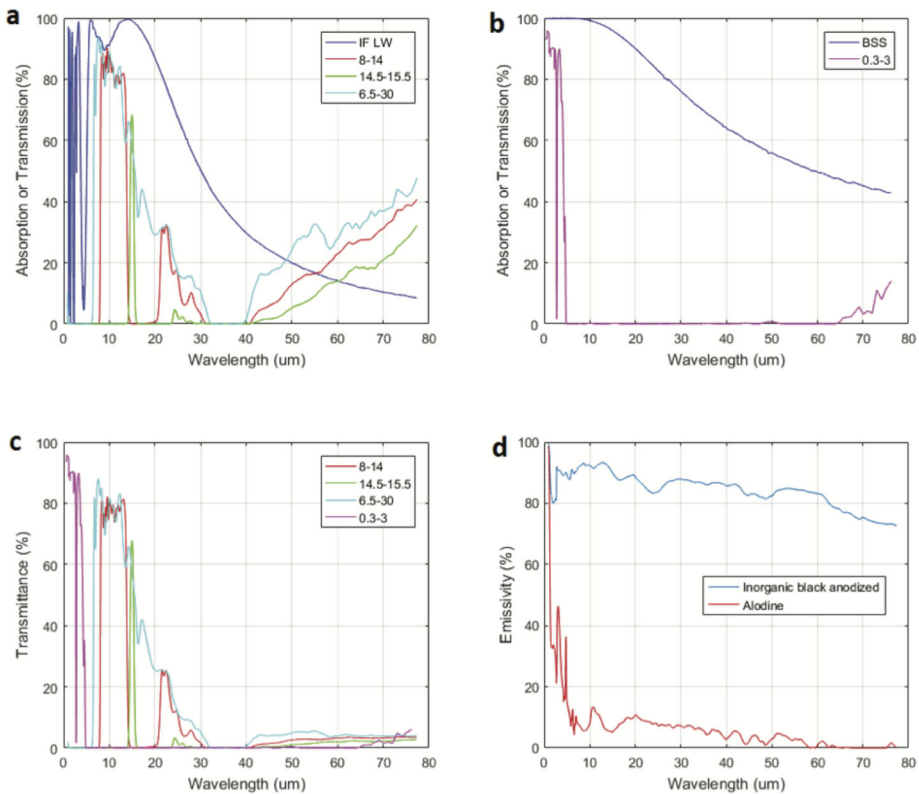 a
Absorption or Transmission(%)
100
80
60
40
20
0
IF LW
8-14
14.5-15.5
6.5-30
0 10 20 30 40 50 60 70 80
Wavelength (um)
b
Absorption or Transmission(%)
100
80
60
40
20
0
BSS
0.3-3
0 10 20 30 40 50 60 70 80
Wavelength (um)
c
Transmittance (%)
100
80
60
40
20
0
8-14
14.5-15.5
6.5-30
0.3-3
0 10 20 30 40 50 60 70 80
Wavelength (um)
d
Emissivity (%)
100
80
60
40
20
0
Inorganic black anodized
Alodine
0 10 20 30 40 50 60 70 80
Wavelength (um)